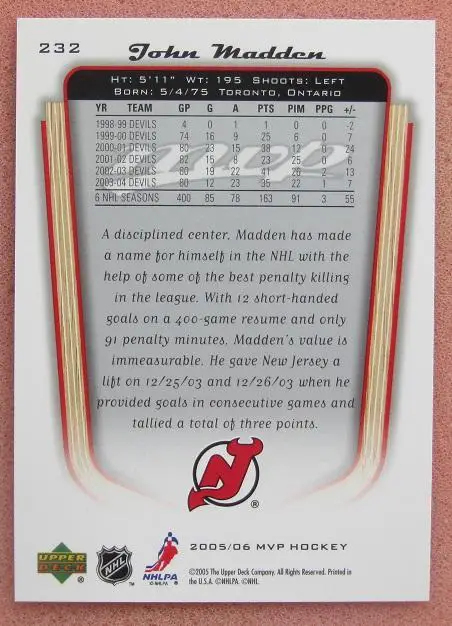 232 John Madden
HT: 5'11" WT: 195 SHOOTS: LEFT
BORN: 5/4/75 TORONTO, ONTARIO
YR TEAM GP G A PTS PIM PPG +/-
1998-99 DEVILS 4 0 1 1 0 0 -2
1999-00 DEVILS 74 16 9 25 6 0 7
2000-01 DEVILS 80 23 15 38 12 0 24
2001-02 DEVILS 82 15 8 23 25 0 6
2002-03 DEVILS 80 19 22 41 26 2 13
2003-04 DEVILS 80 12 23 35 22 1 7
6 NHL SEASONS 400 85 78 163 91 3 55
mvp
A disciplined center, Madden has made
a name for himself in the NHL with the
help of some of the best penalty killing
in the league. With 12 short-handed
goals on a 400-game resume and only
91 penalty minutes, Madden's value is
immeasurable. He gave New Jersey a
lift on 12/25/03 and 12/26/03 when he
provided goals in consecutive games and
tallied a total of three points.
®
2005/06 MVP HOCKEY
UPPER DECK ® NHL ™ NHLPA © NHLPA
©2005 The Upper Deck Company. All Rights Reserved. Printed in
the U.S.A. ©NHLPA. ©NHL.